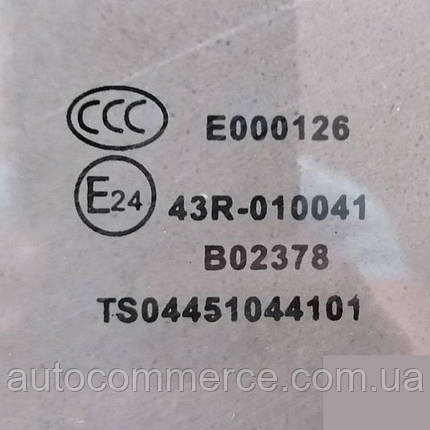 CCC E000126
E24 43R-010041
B02378
TS04451044101
autocommerce.com.ua